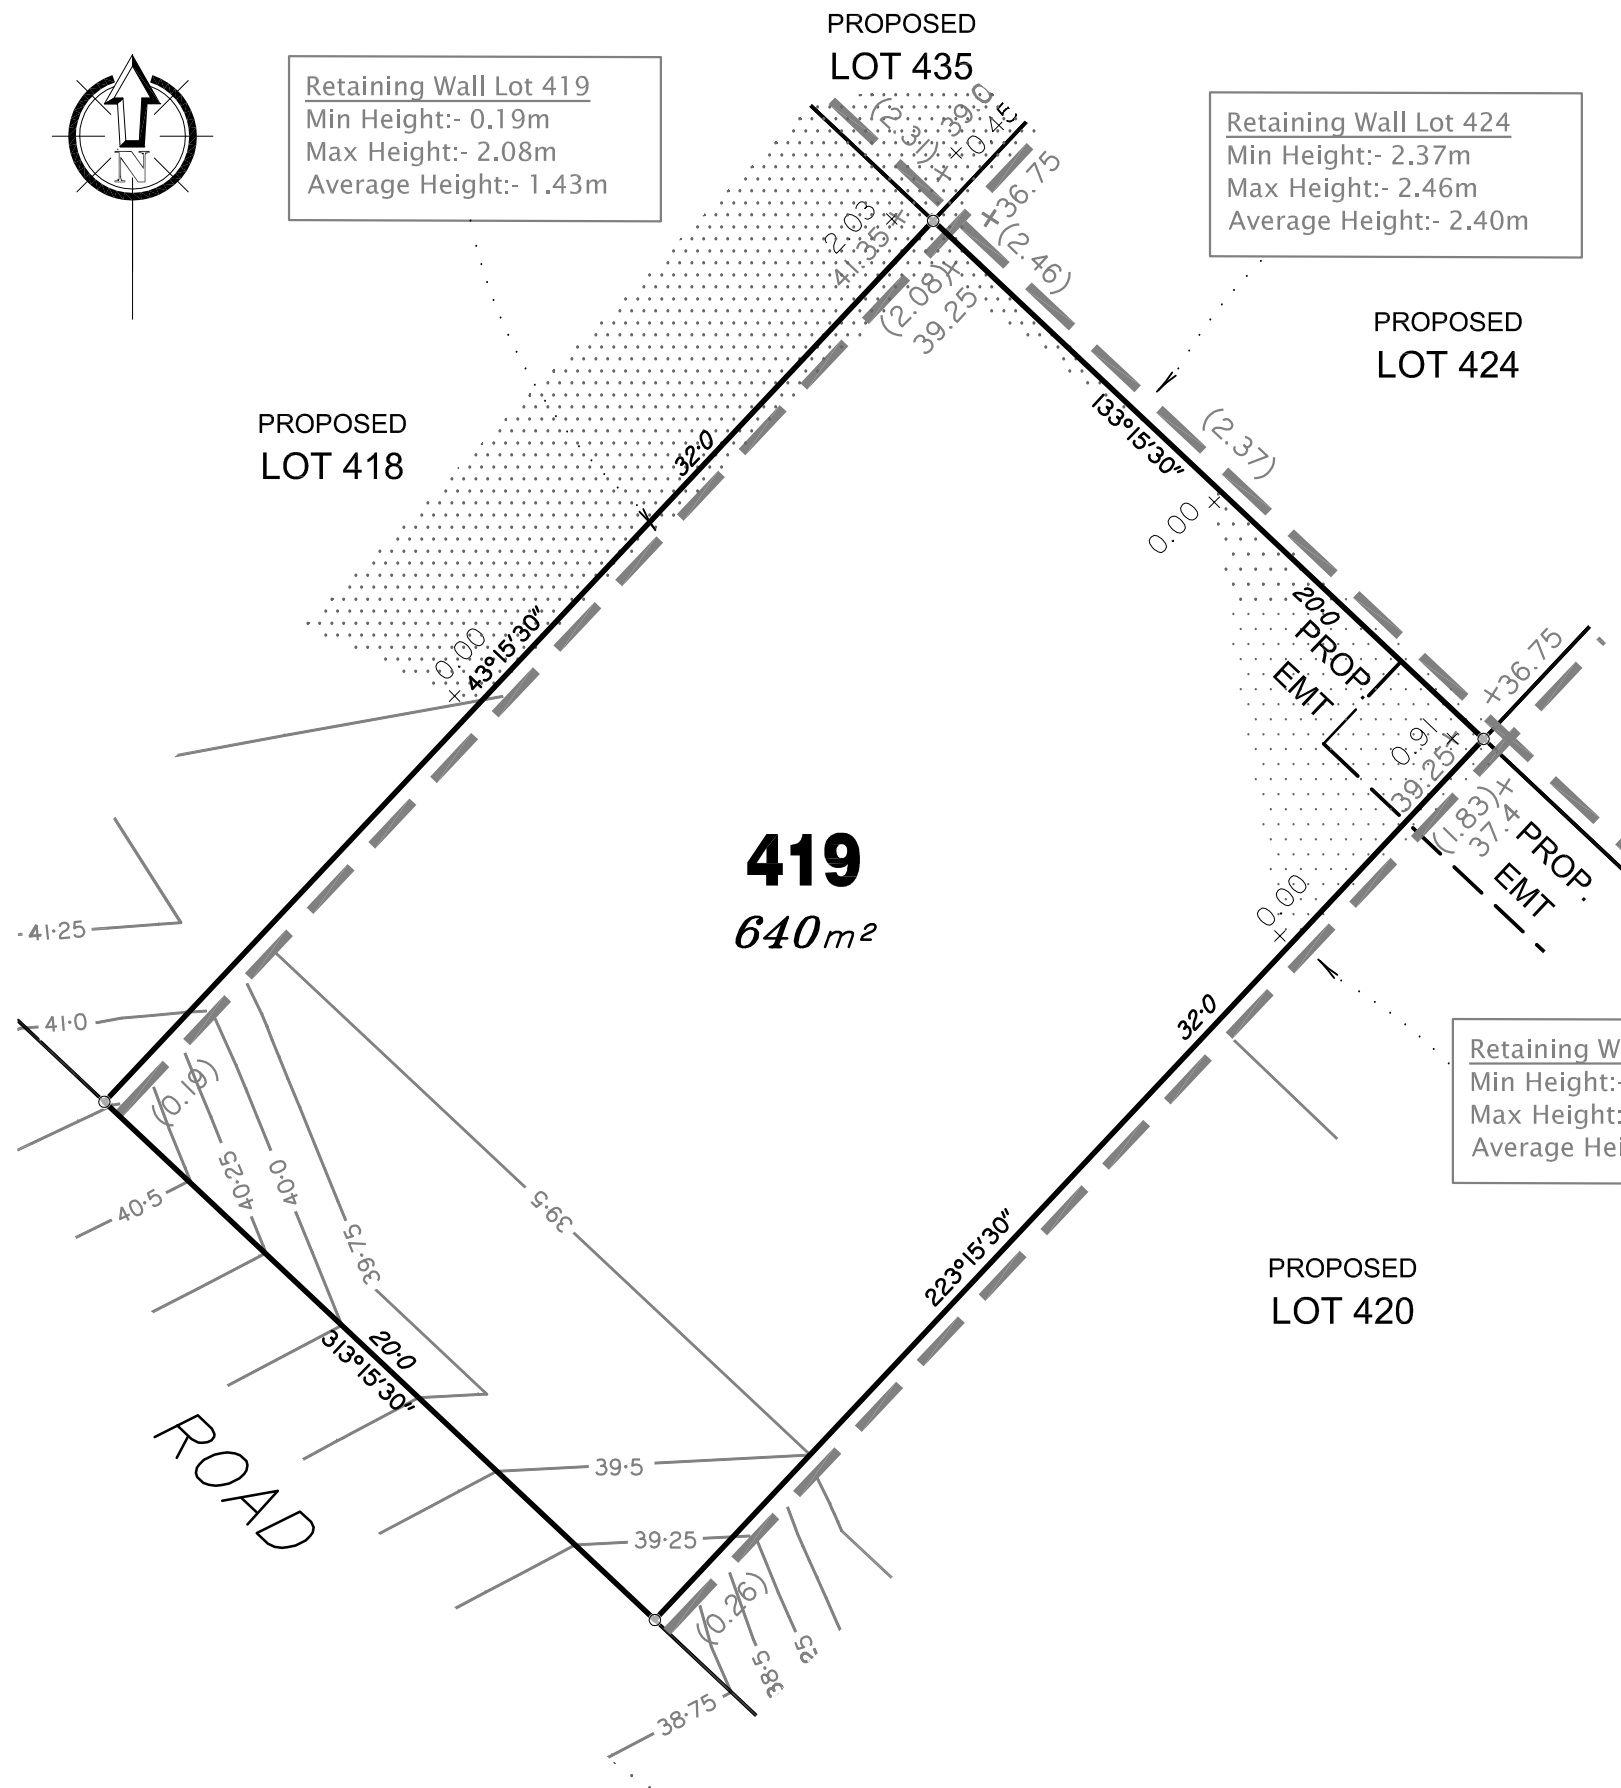 PROPOSED
LOT 435
N
Retaining Wall Lot 419
Min Height:- 0.19m
Max Height:- 2.08m
Average Height:- 1.43m
Retaining Wall Lot 424
Min Height:- 2.37m
Max Height:- 2.46m
Average Height:- 2.40m
(2.31)
39.0
0.45
+36.75
(2.46)
2.03
41.35
(2.08)
39.25
PROPOSED
LOT 424
PROPOSED
LOT 418
32·0
133°15'30"
(2.37)
0.00
20·0
PROP.
EMT
0.00
43°15'30"
+36.75
0.91
39.25
(1.83)
37.4
PROP.
EMT
419
640m²
0.00
41·25
41·0
32·0
Retaining W
Min Height:-
Max Height:
Average Hei
(0.19)
40·5
40·25
40·0
39·75
39·5
223°15'30"
PROPOSED
LOT 420
20·0
313°15'30"
ROAD
39·5
39·25
(0.26)
38·5
38·75